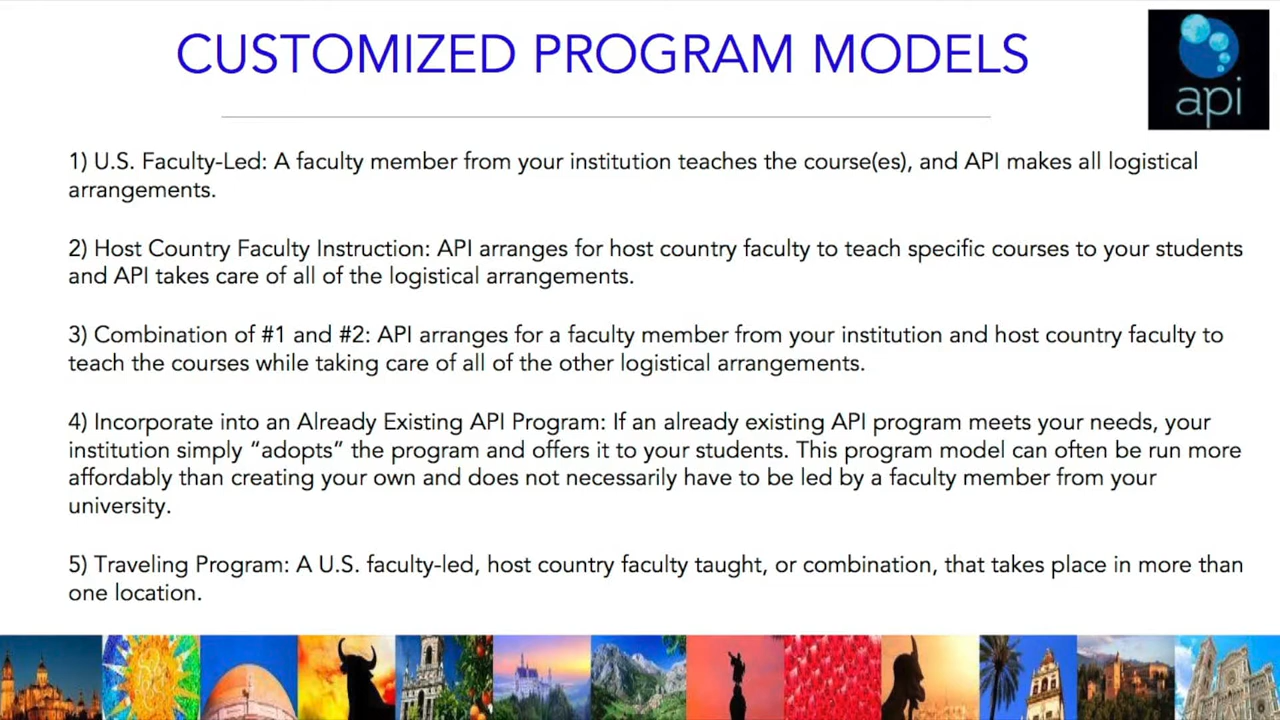 CUSTOMIZED PROGRAM MODELS
api
1) U.S. Faculty-Led: A faculty member from your institution teaches the course(es), and API makes all logistical
arrangements.
2) Host Country Faculty Instruction: API arranges for host country faculty to teach specific courses to your students
and API takes care of all of the logistical arrangements.
3) Combination of #1 and #2: API arranges for a faculty member from your institution and host country faculty to
teach the courses while taking care of all of the other logistical arrangements.
4) Incorporate into an Already Existing API Program: If an already existing API program meets your needs, your
institution simply “adopts” the program and offers it to your students. This program model can often be run more
affordably than creating your own and does not necessarily have to be led by a faculty member from your
university.
5) Traveling Program: A U.S. faculty-led, host country faculty taught, or combination, that takes place in more than
one location.